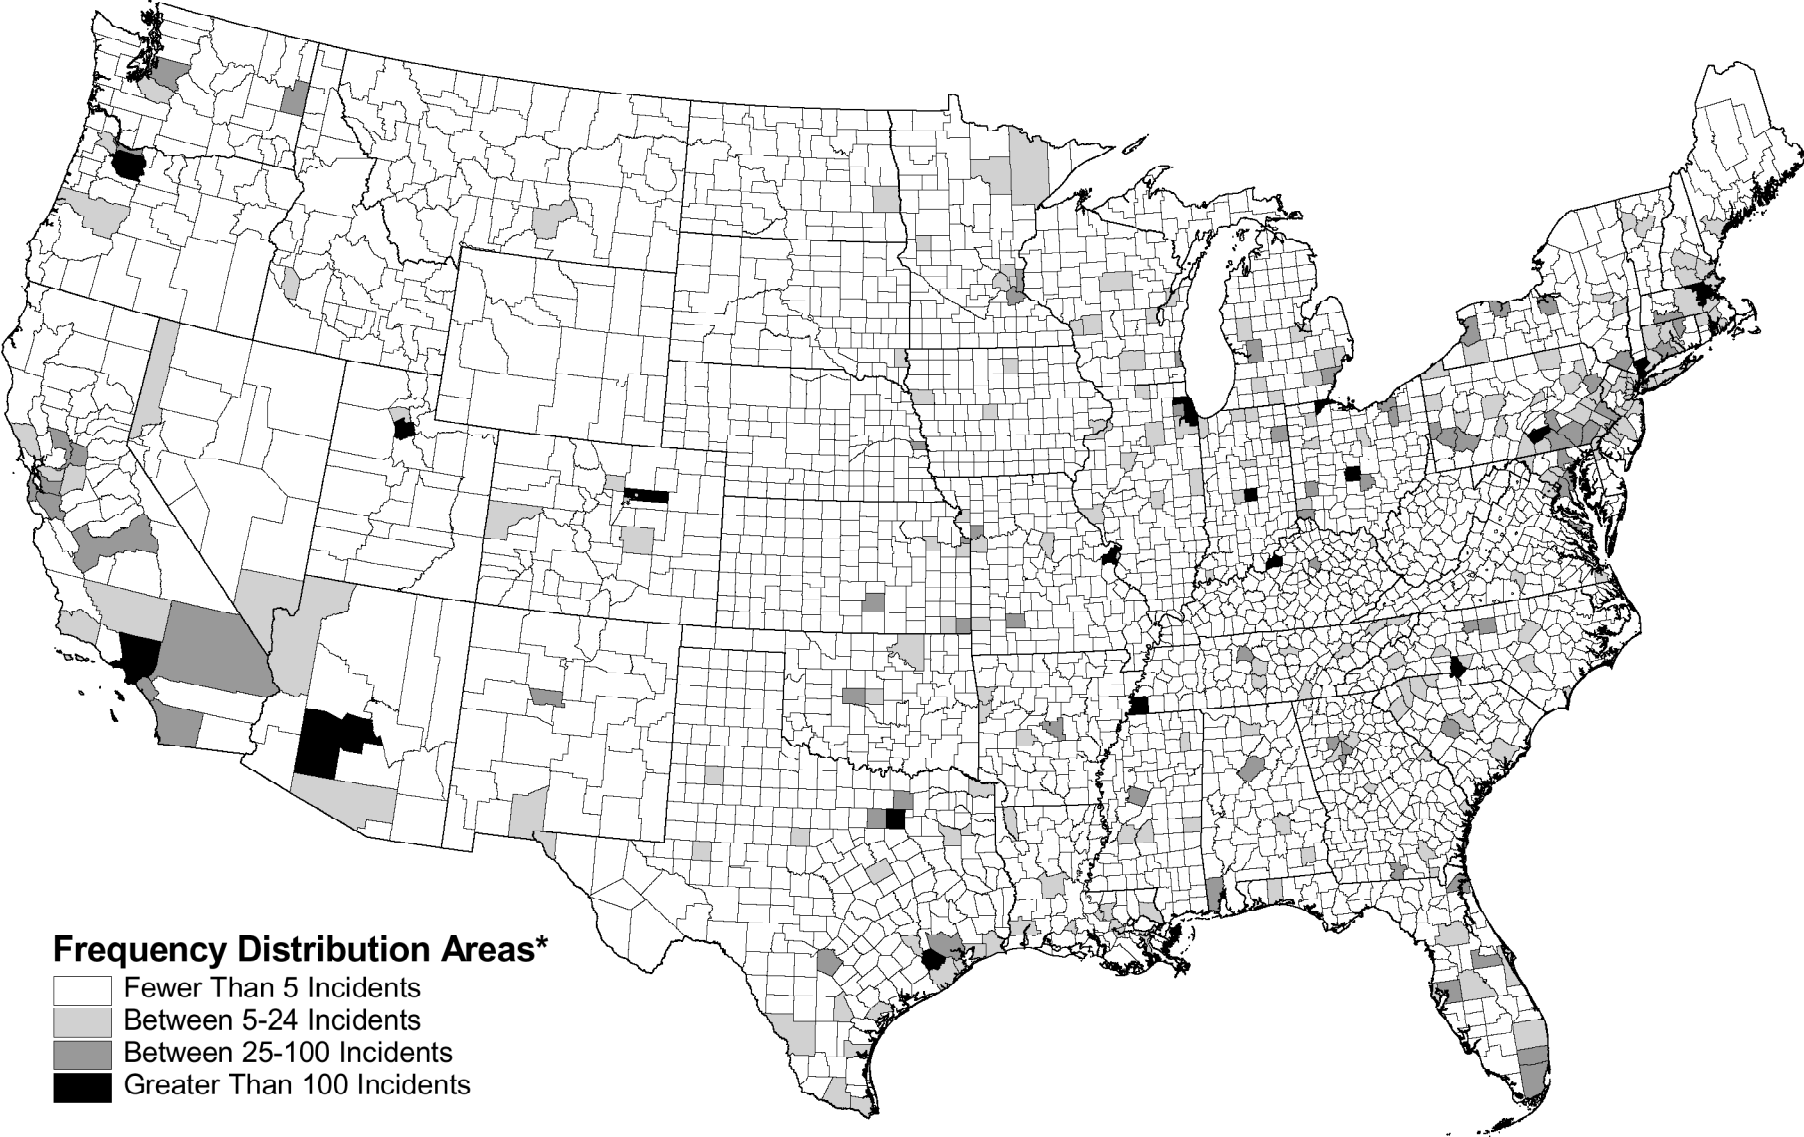 Frequency Distribution Areas*
Fewer Than 5 Incidents
Between 5-24 Incidents
Between 25-100 Incidents
Greater Than 100 Incidents